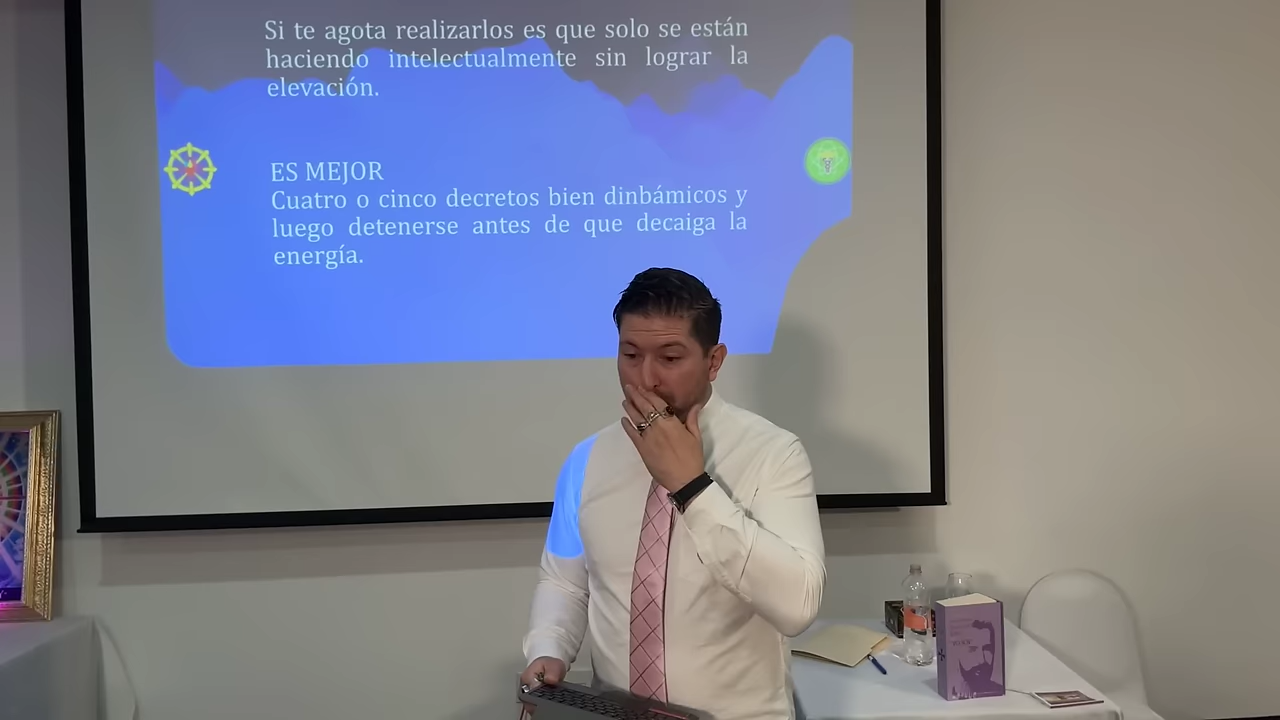 Si te agota realizarlos es que solo se están
haciendo intelectualmente sin lograr la
elevación.
ES MEJOR
Cuatro o cinco decretos bien dinbámicos y
luego detenerse antes de que decaiga la
energía.